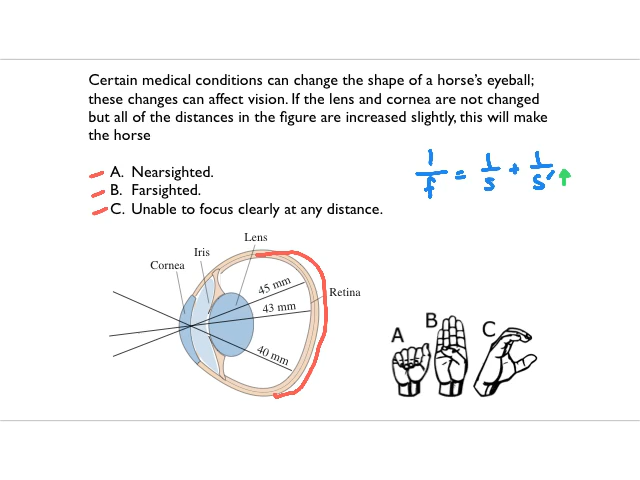 Certain medical conditions can change the shape of a horse's eyeball;
these changes can affect vision. If the lens and cornea are not changed
but all of the distances in the figure are increased slightly, this will make
the horse
A. Nearsighted.
B. Farsighted.
C. Unable to focus clearly at any distance.
1/f = 1/s + 1/s' ↑
Lens
Iris
Cornea
45 mm
Retina
43 mm
40 mm
A B C